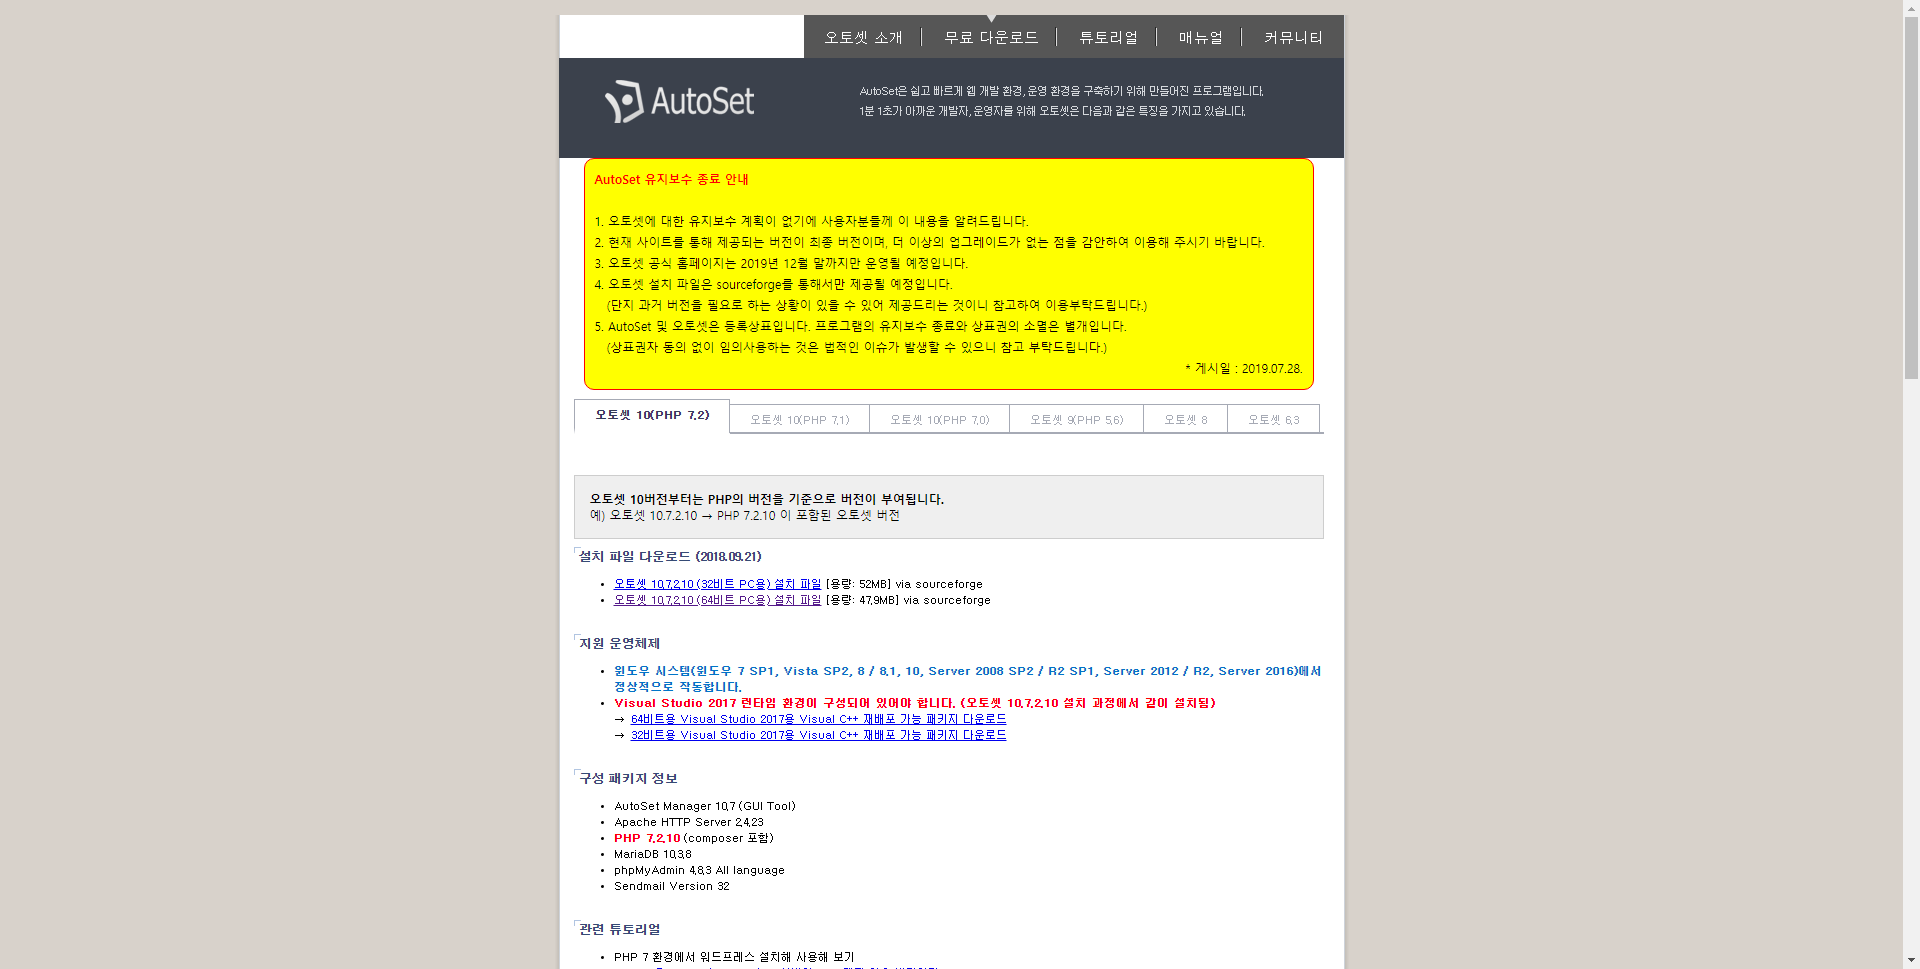 오토셋 소개
무료 다운로드
튜토리얼
매뉴얼
커뮤니티
AutoSet
AutoSet은 쉽고 빠르게 웹 개발 환경, 운영 환경을 구축하기 위해 만들어진 프로그램입니다.
1분 1초가 아까운 개발자, 운영자를 위해 오토셋은 다음과 같은 특징을 가지고 있습니다.
AutoSet 유지보수 종료 안내
1. 오토셋에 대한 유지보수 계획이 없기에 사용자분들께 이 내용을 알려드립니다.
2. 현재 사이트를 통해 제공되는 버전이 최종 버전이며, 더 이상의 업그레이드가 없는 점을 감안하여 이용해 주시기 바랍니다.
3. 오토셋 공식 홈페이지는 2019년 12월 말까지만 운영될 예정입니다.
4. 오토셋 설치 파일은 sourceforge를 통해서만 제공될 예정입니다.
(단지 과거 버전을 필요로 하는 상황이 있을 수 있어 제공드리는 것이니 참고하여 이용부탁드립니다.)
5. AutoSet 및 오토셋은 등록상표입니다. 프로그램의 유지보수 종료와 상표권의 소멸은 별개입니다.
(상표권자 동의 없이 임의사용하는 것은 법적인 이슈가 발생할 수 있으니 참고 부탁드립니다.)
* 게시일 : 2019.07.28.
오토셋 10(PHP 7.2)
오토셋 10(PHP 7.1)
오토셋 10(PHP 7.0)
오토셋 9(PHP 5.6)
오토셋 8
오토셋 6.3
오토셋 10버전부터는 PHP의 버전을 기준으로 버전이 부여됩니다.
예) 오토셋 10.7.2.10 → PHP 7.2.10 이 포함된 오토셋 버전
설치 파일 다운로드 (2018.09.21)
• 오토셋 10.7.2.10 (32비트 PC용) 설치 파일 [용량: 52MB] via sourceforge
• 오토셋 10.7.2.10 (64비트 PC용) 설치 파일 [용량: 47.9MB] via sourceforge
지원 운영체제
• 윈도우 시스템(윈도우 7 SP1, Vista SP2, 8 / 8.1, 10, Server 2008 SP2 / R2 SP1, Server 2012 / R2, Server 2016)에서
정상적으로 작동합니다.
• Visual Studio 2017 런타임 환경이 구성되어 있어야 합니다. (오토셋 10.7.2.10 설치 과정에서 같이 설치됨)
→ 64비트용 Visual Studio 2017용 Visual C++ 재배포 가능 패키지 다운로드
→ 32비트용 Visual Studio 2017용 Visual C++ 재배포 가능 패키지 다운로드
구성 패키지 정보
• AutoSet Manager 10.7 (GUI Tool)
• Apache HTTP Server 2.4.23
• PHP 7.2.10 (composer 포함)
• MariaDB 10.3.8
• phpMyAdmin 4.8.3 All language
• Sendmail Version 32
관련 튜토리얼
• PHP 7 환경에서 워드프레스 설치해 사용해 보기